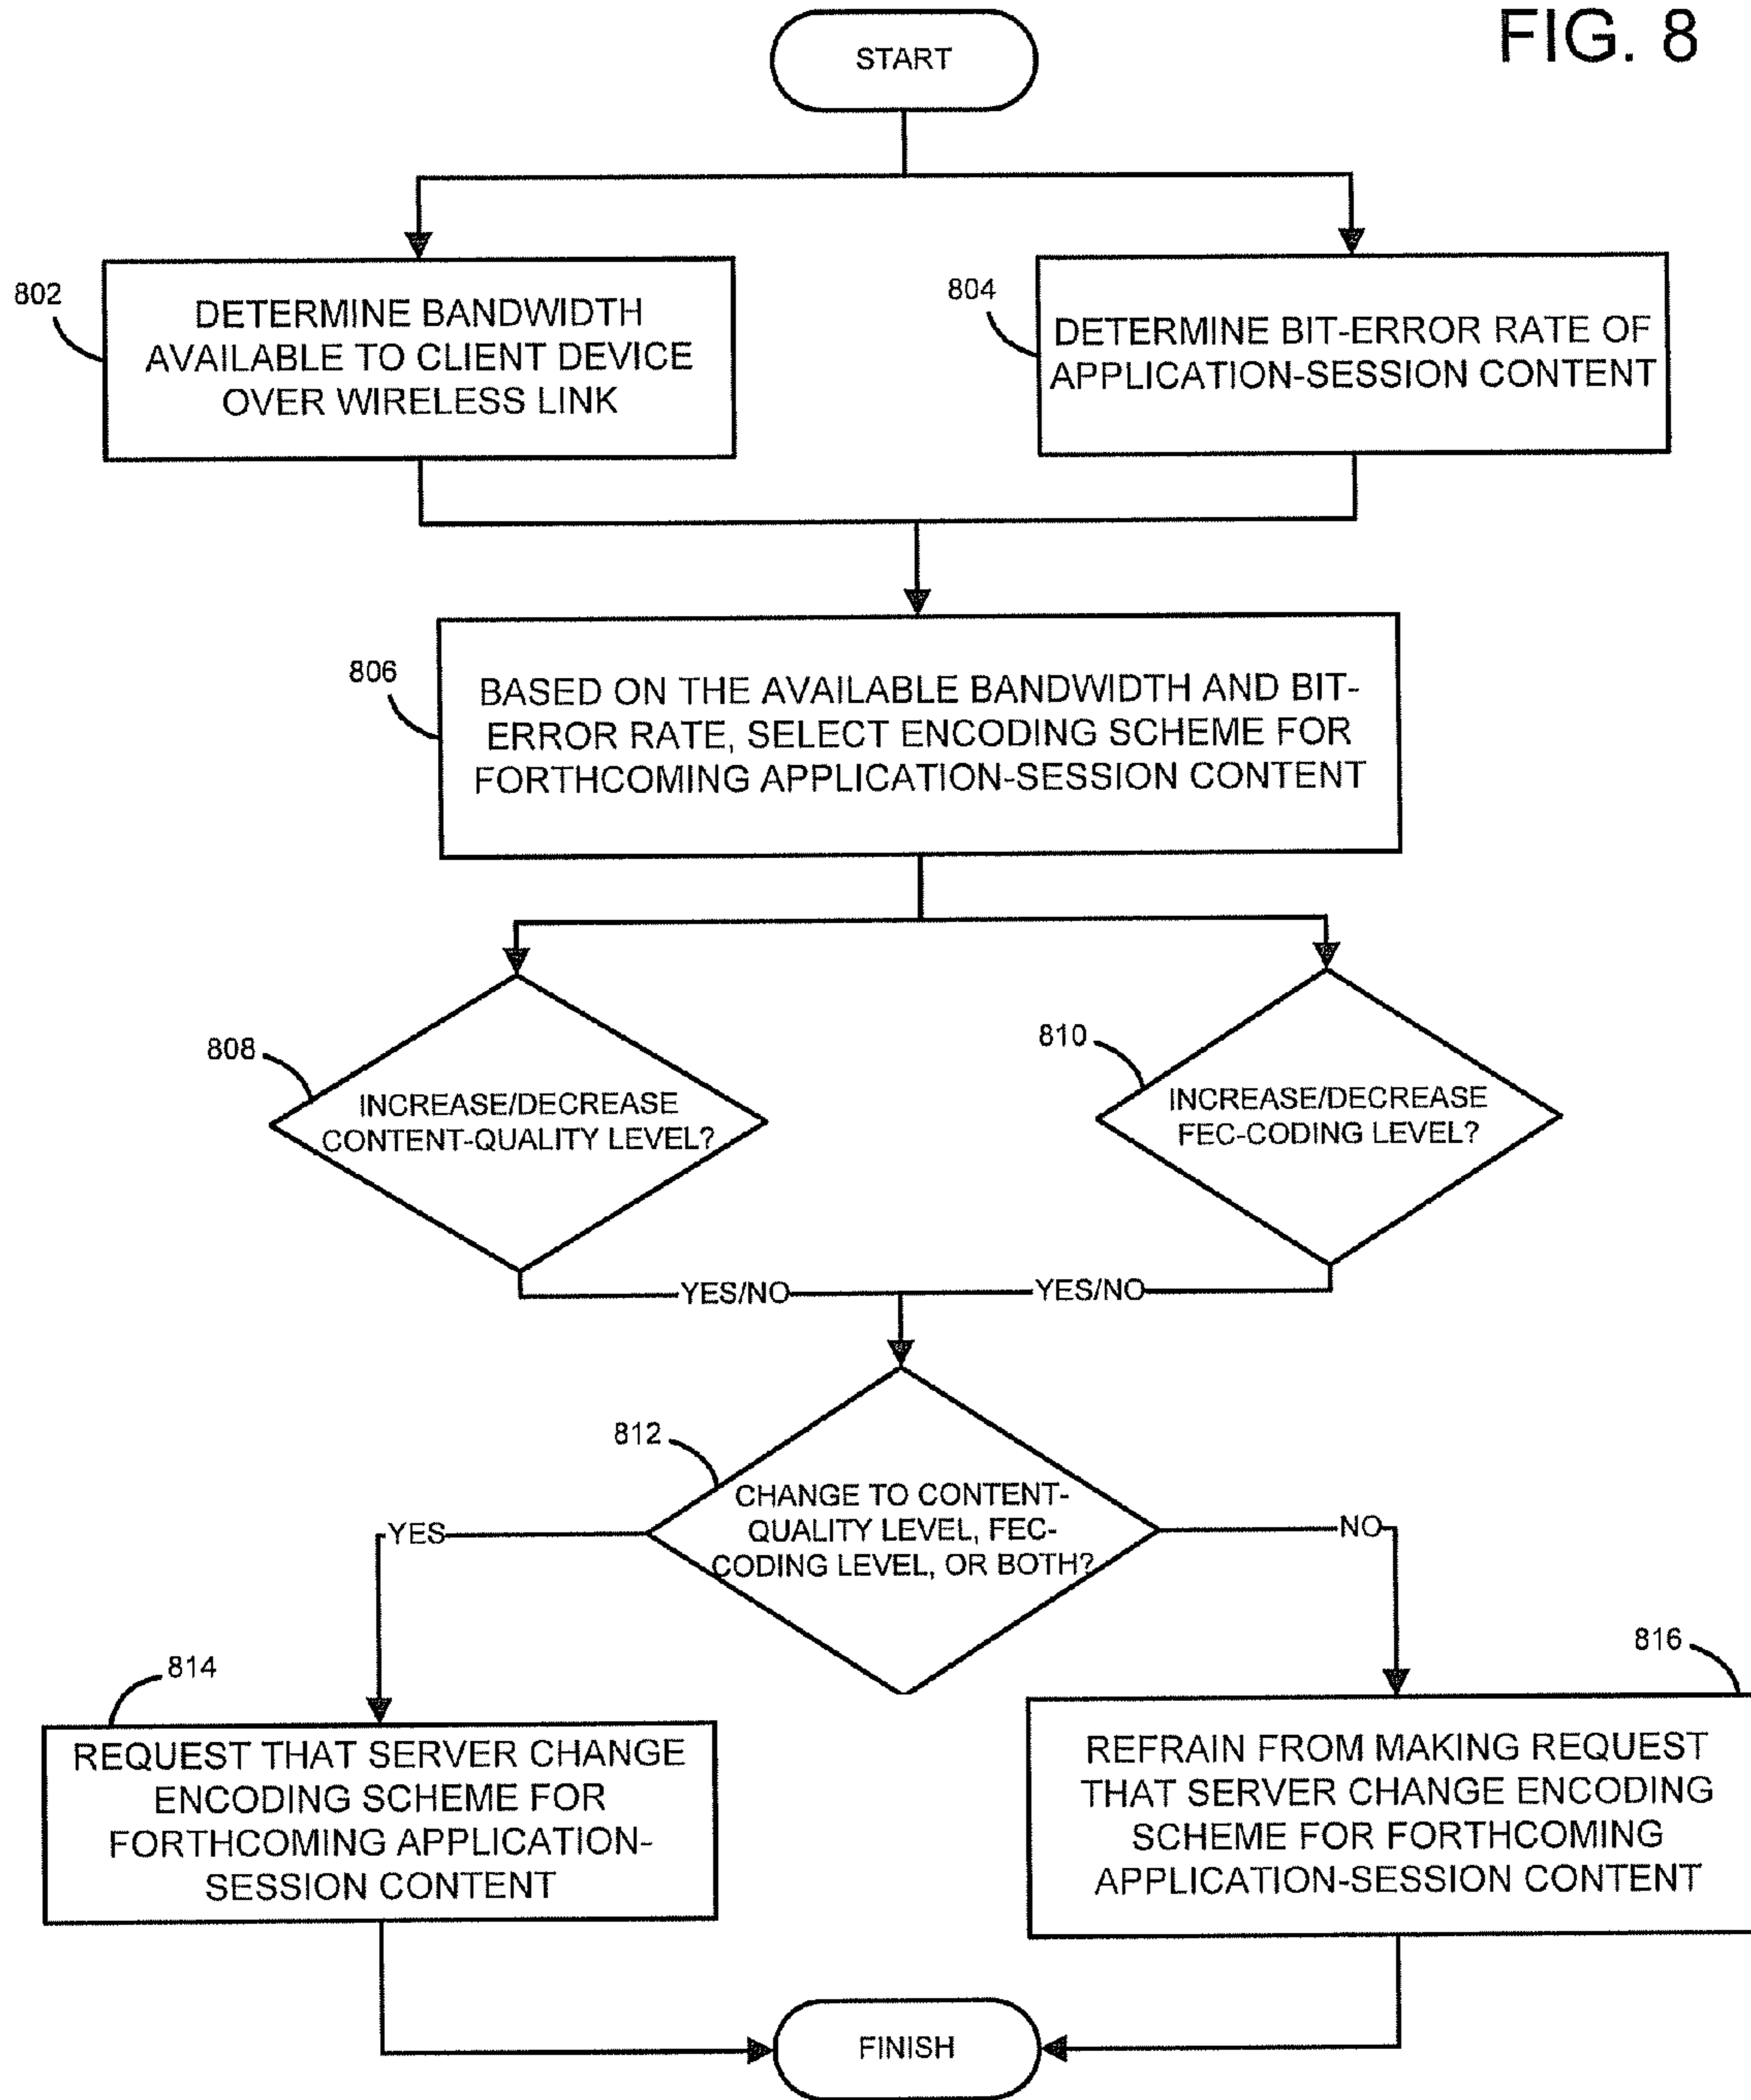 FIG. 8
START
802
DETERMINE BANDWIDTH
AVAILABLE TO CLIENT DEVICE
OVER WIRELESS LINK
804
DETERMINE BIT-ERROR RATE OF
APPLICATION-SESSION CONTENT
806
BASED ON THE AVAILABLE BANDWIDTH AND BIT-
ERROR RATE, SELECT ENCODING SCHEME FOR
FORTHCOMING APPLICATION-SESSION CONTENT
808
INCREASE/DECREASE
CONTENT-QUALITY LEVEL?
810
INCREASE/DECREASE
FEC-CODING LEVEL?
YES/NO
YES/NO
812
CHANGE TO CONTENT-
QUALITY LEVEL, FEC-
CODING LEVEL, OR BOTH?
YES
NO
814
REQUEST THAT SERVER CHANGE
ENCODING SCHEME FOR
FORTHCOMING APPLICATION-
SESSION CONTENT
816
REFRAIN FROM MAKING REQUEST
THAT SERVER CHANGE ENCODING
SCHEME FOR FORTHCOMING
APPLICATION-SESSION CONTENT
FINISH